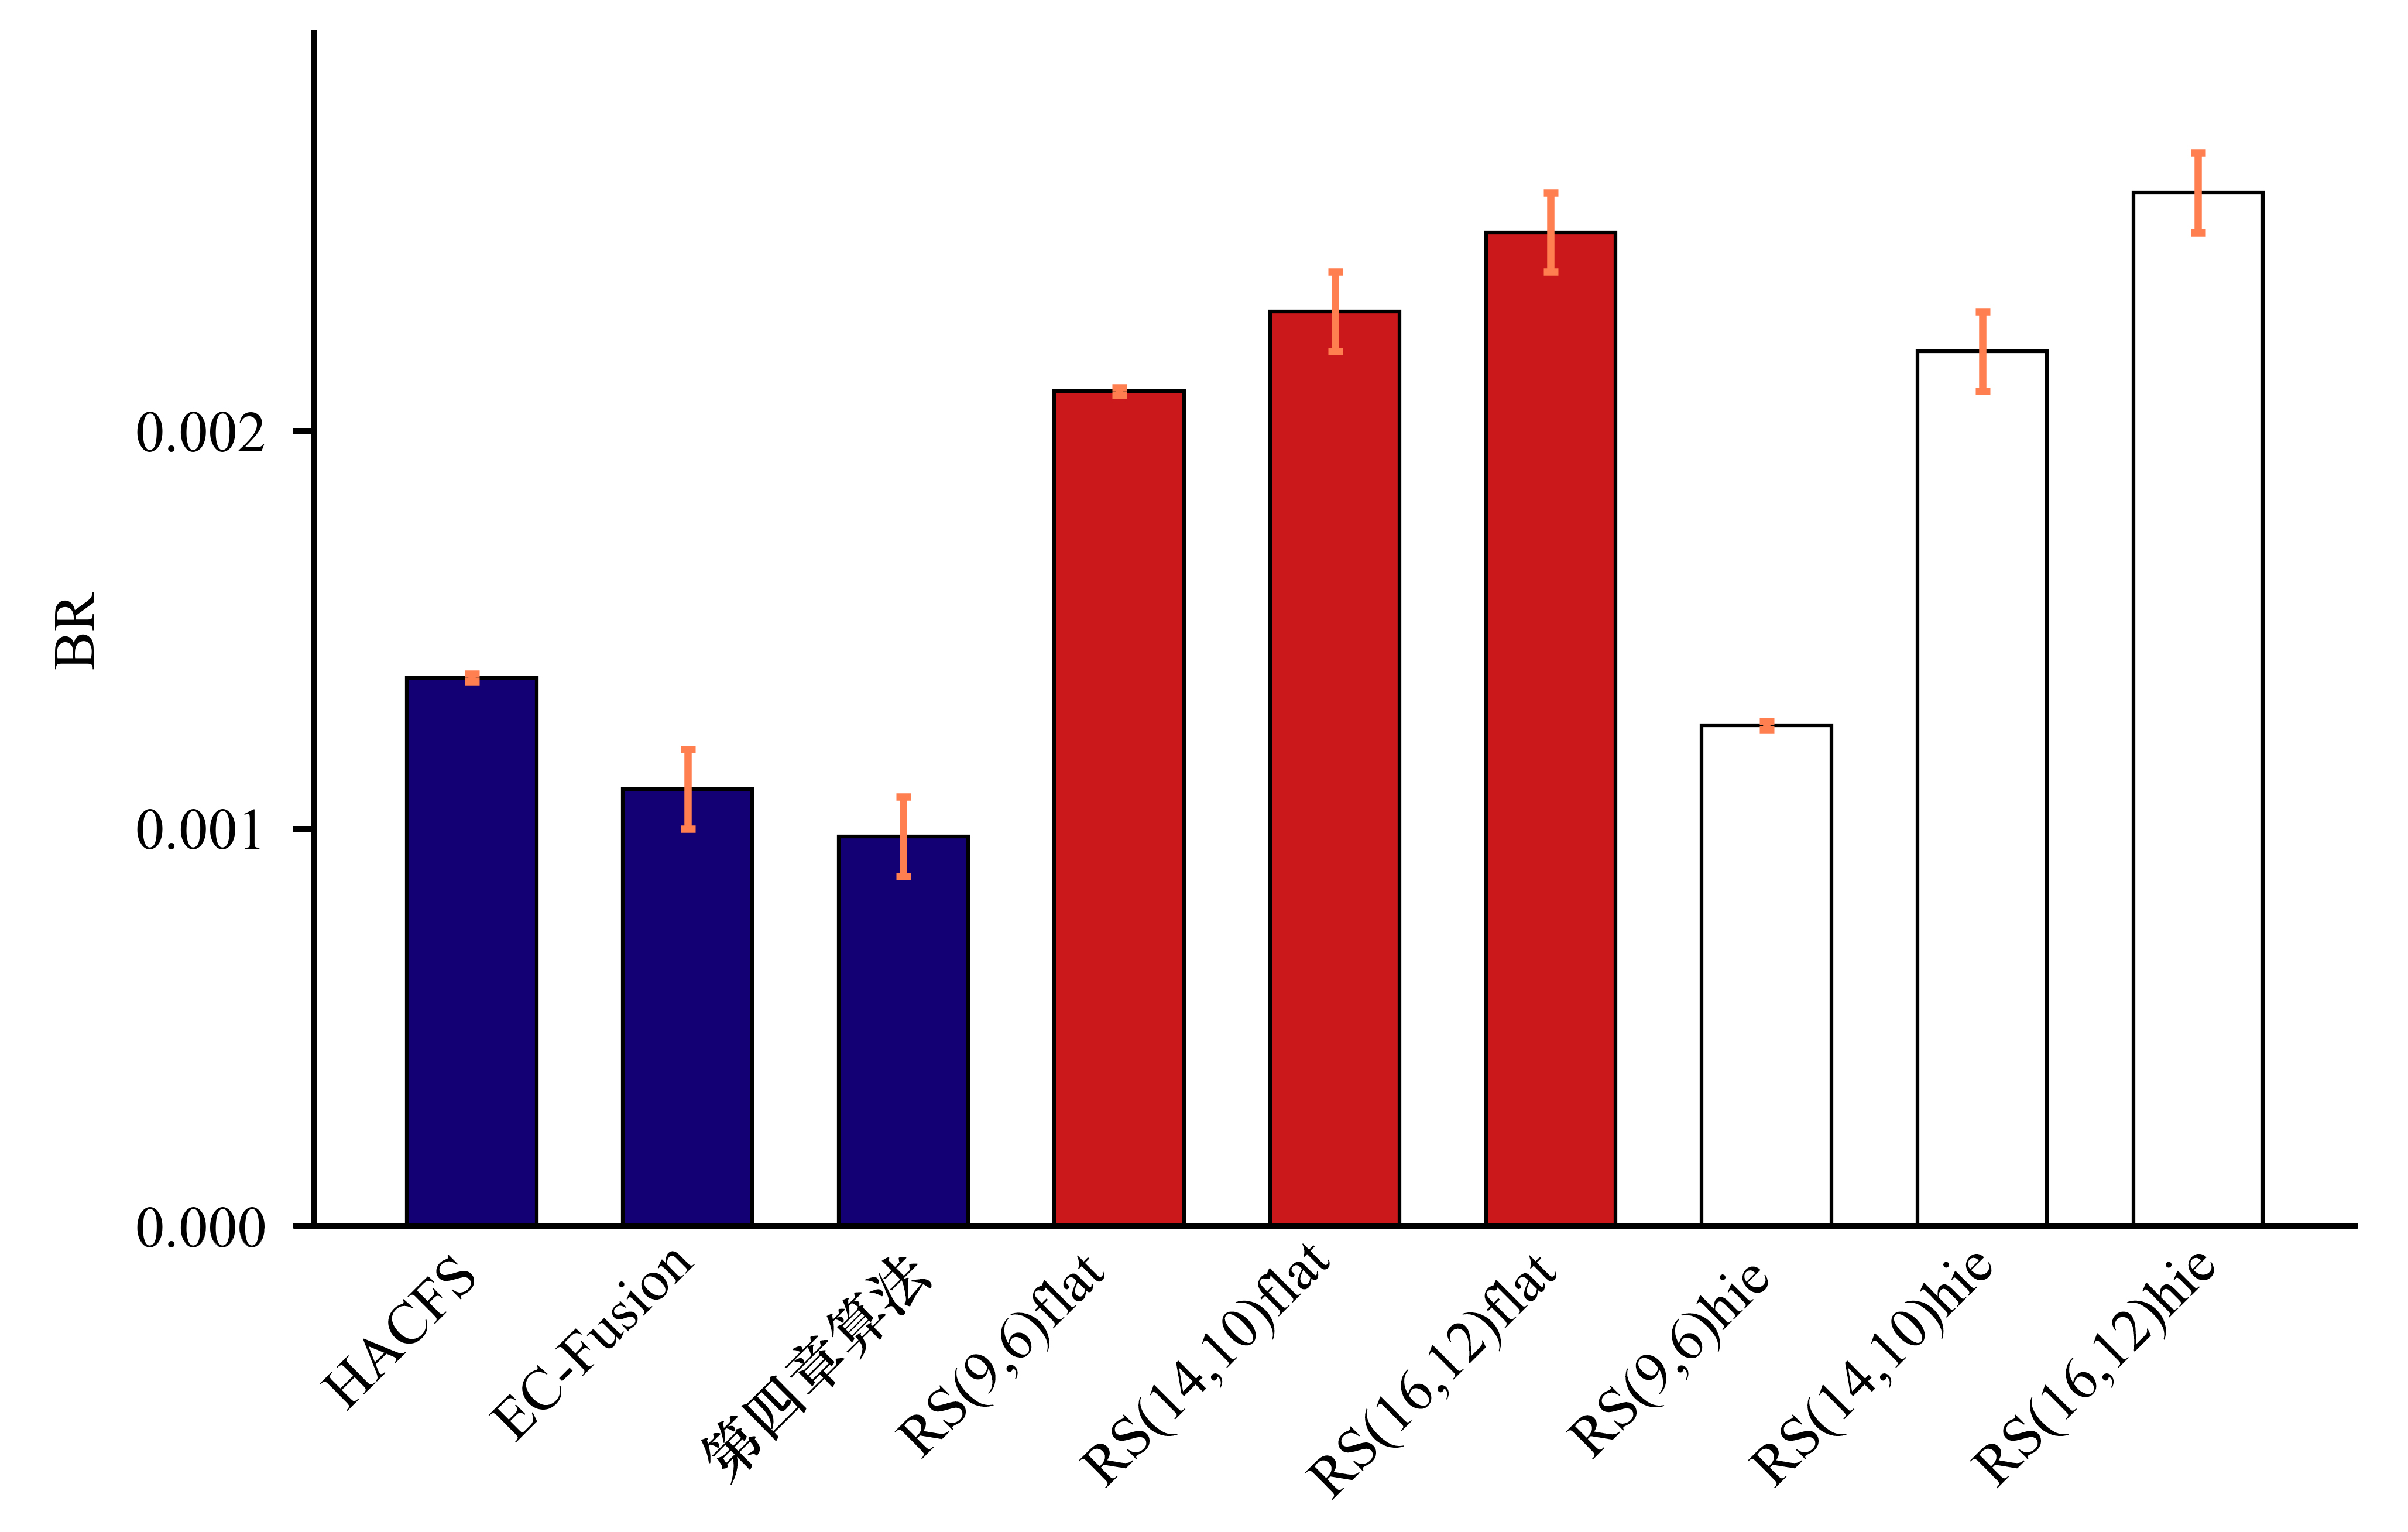 BR
0.002
0.001
0.000
HACFS
EC-Fusion
第四章算法
RS(9,6)flat
RS(14,10)flat
RS(16,12)flat
RS(9,6)hie
RS(14,10)hie
RS(16,12)hie